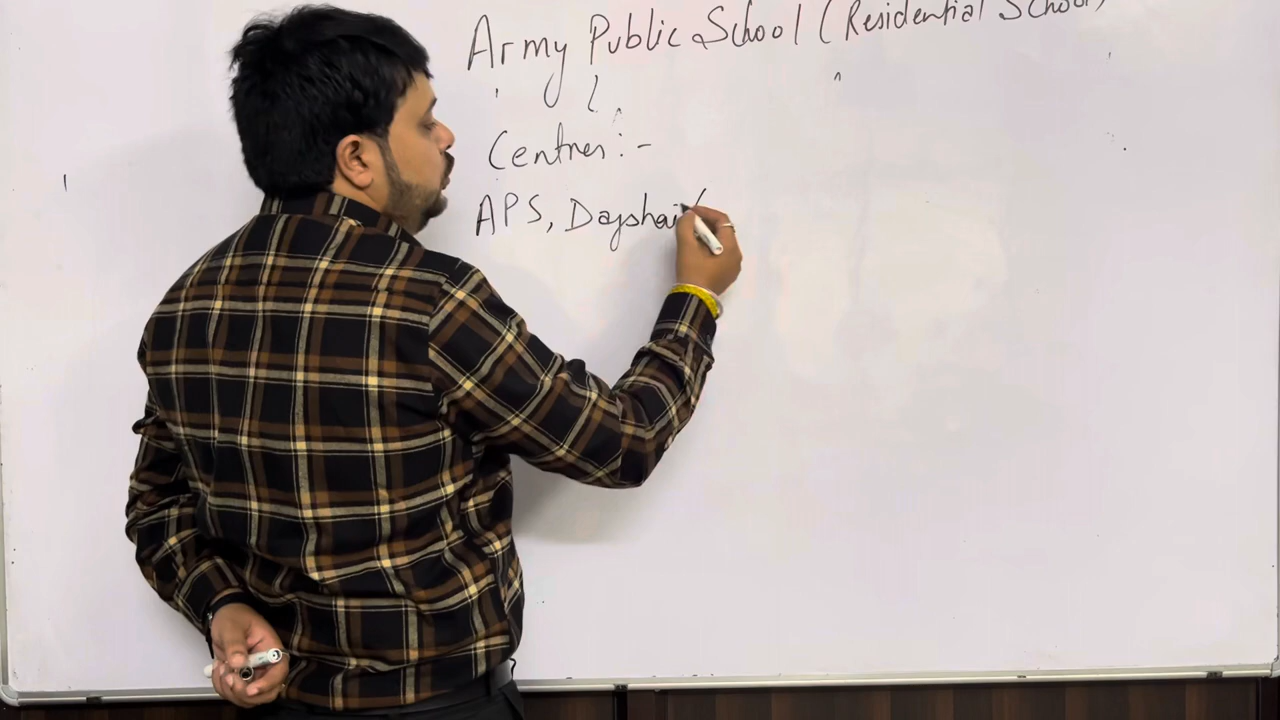 Army Public School (Residential School)
Centres :-
APS, Dagshai (